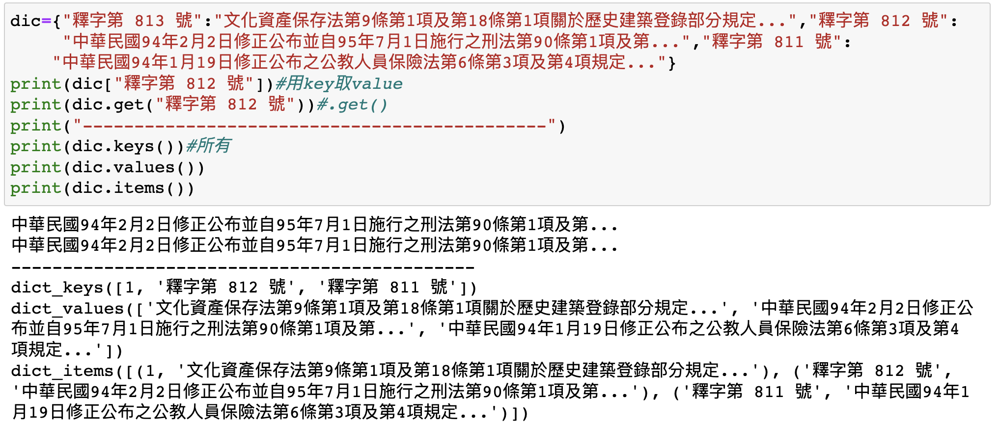 dic={"釋字第 813 號":"文化資產保存法第9條第1項及第18條第1項關於歷史建築登錄部分規定...","釋字第 812 號":
"中華民國94年2月2日修正公布並自95年7月1日施行之刑法第90條第1項及第...","釋字第 811 號":
"中華民國94年1月19日修正公布之公教人員保險法第6條第3項及第4項規定..."}
print(dic["釋字第 812 號"])#用key取value
print(dic.get("釋字第 812 號"))#.get()
print("---------------------------------------------")
print(dic.keys())#所有
print(dic.values())
print(dic.items())
中華民國94年2月2日修正公布並自95年7月1日施行之刑法第90條第1項及第...
中華民國94年2月2日修正公布並自95年7月1日施行之刑法第90條第1項及第...
---------------------------------------------
dict_keys([1, '釋字第 812 號', '釋字第 811 號'])
dict_values(['文化資產保存法第9條第1項及第18條第1項關於歷史建築登錄部分規定...', '中華民國94年2月2日修正公
布並自95年7月1日施行之刑法第90條第1項及第...', '中華民國94年1月19日修正公布之公教人員保險法第6條第3項及第4
項規定...'])
dict_items([(1, '文化資產保存法第9條第1項及第18條第1項關於歷史建築登錄部分規定...'), ('釋字第 812 號',
'中華民國94年2月2日修正公布並自95年7月1日施行之刑法第90條第1項及第...'), ('釋字第 811 號', '中華民國94年1
月19日修正公布之公教人員保險法第6條第3項及第4項規定...')])